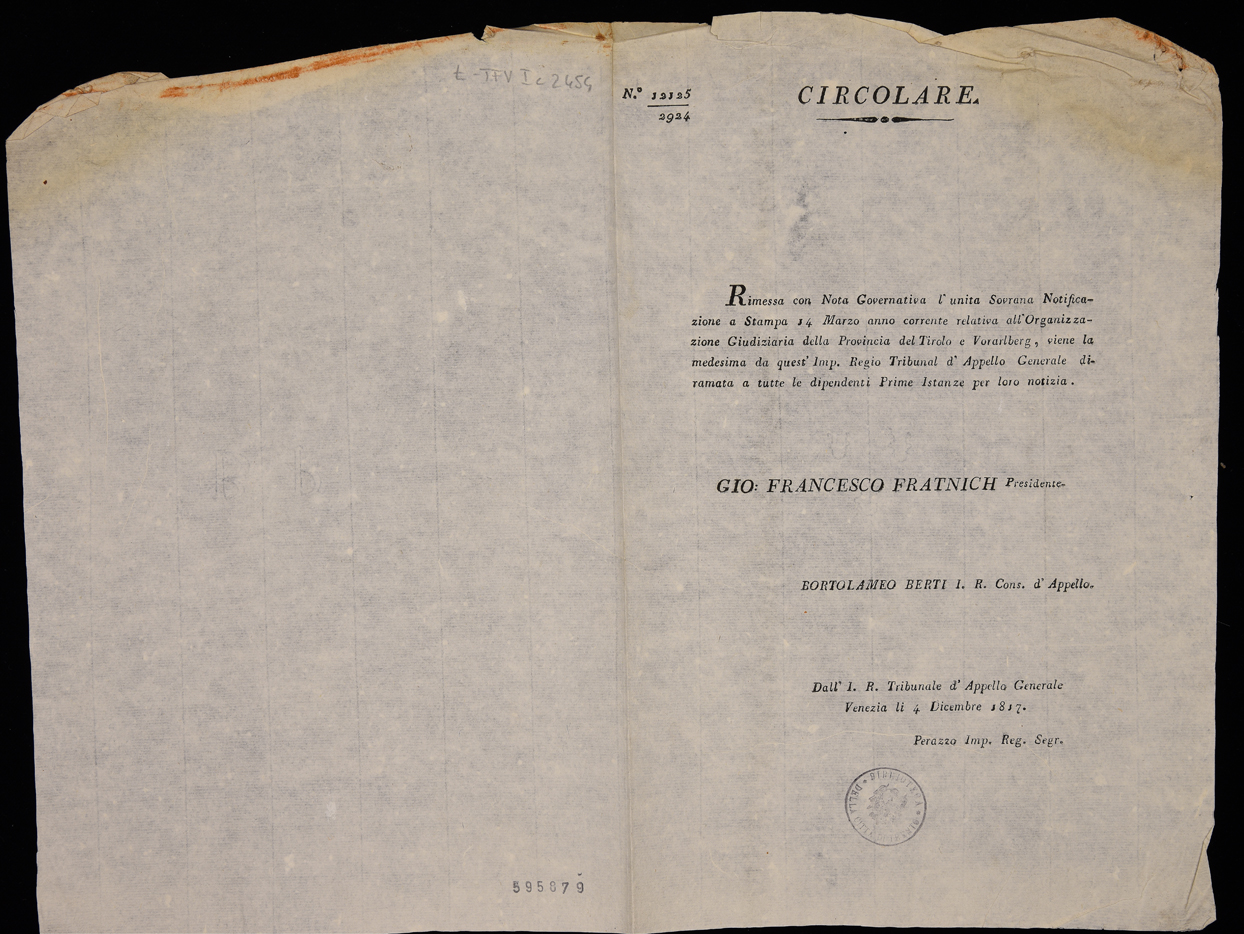 t-TFV I c 2454
N.° 12125
2924
CIRCOLARE.
Rimessa con Nota Governativa l' unita Sovrana Notifica-
zione a Stampa 14 Marzo anno corrente relativa all'Organizza-
zione Giudiziaria della Provincia del Tirolo e Vorarlberg, viene la
medesima da quest' Imp. Regio Tribunal d' Appello Generale di-
ramata a tutte le dipendenti Prime Istanze per loro notizia.
GIO: FRANCESCO FRATNICH Presidente.
BORTOLAMEO BERTI I. R. Cons. d' Appello.
Dall' I. R. Tribunale d' Appello Generale
Venezia li 4 Dicembre 1817.
Perazzo Imp. Reg. Segr.
BIBLIOTECA
DELLA
595879